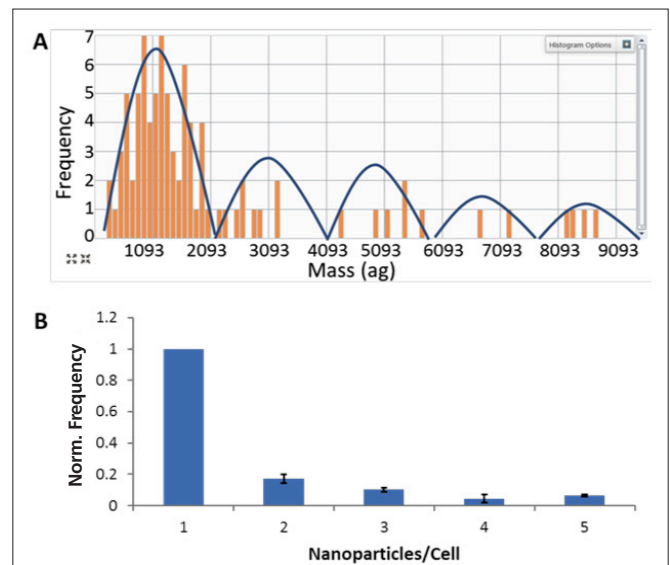 A
Histogram Options
Frequency
7
6
5
4
3
2
1
0
1093 2093 3093 4093 5093 6093 7093 8093 9093
Mass (ag)
B
Norm. Frequency
1.2
1
0.8
0.6
0.4
0.2
0
1 2 3 4 5
Nanoparticles/Cell